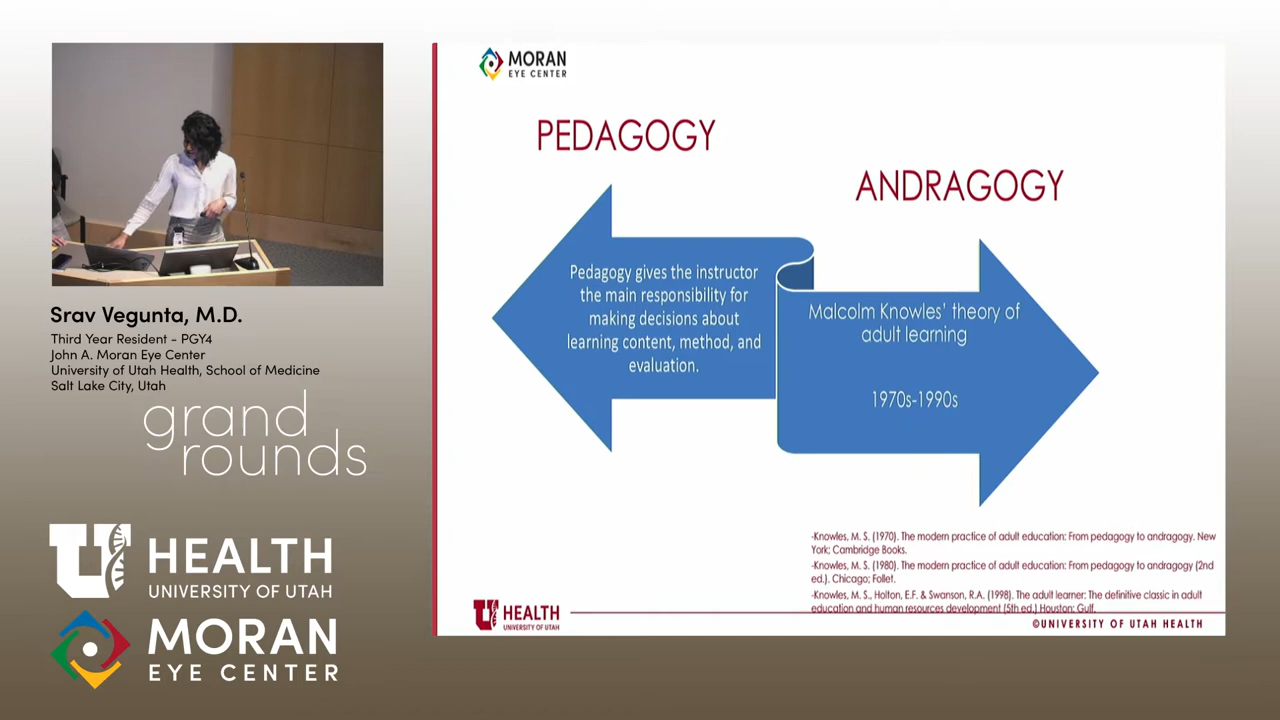 Srav Vegunta, M.D.
Third Year Resident - PGY4
John A. Moran Eye Center
University of Utah Health, School of Medicine
Salt Lake City, Utah
grand
rounds
U
HEALTH
UNIVERSITY OF UTAH
MORAN
EYE CENTER
MORAN
EYE CENTER
PEDAGOGY
ANDRAGOGY
Pedagogy gives the instructor
the main responsibility for
making decisions about
learning content, method, and
evaluation.
Malcolm Knowles' theory of
adult learning
1970s-1990s
-Knowles, M. S. (1970). The modern practice of adult education: From pedagogy to andragogy. New
York; Cambridge Books.
-Knowles, M. S. (1980). The modern practice of adult education: From pedagogy to andragogy (2nd
ed.). Chicago; Follet.
-Knowles, M. S., Holton, E.F. & Swanson, R.A. (1998). The adult learner: The definitive classic in adult
education and human resources development (5th ed.) Houston: Gulf.
U
HEALTH
UNIVERSITY OF UTAH
©UNIVERSITY OF UTAH HEALTH